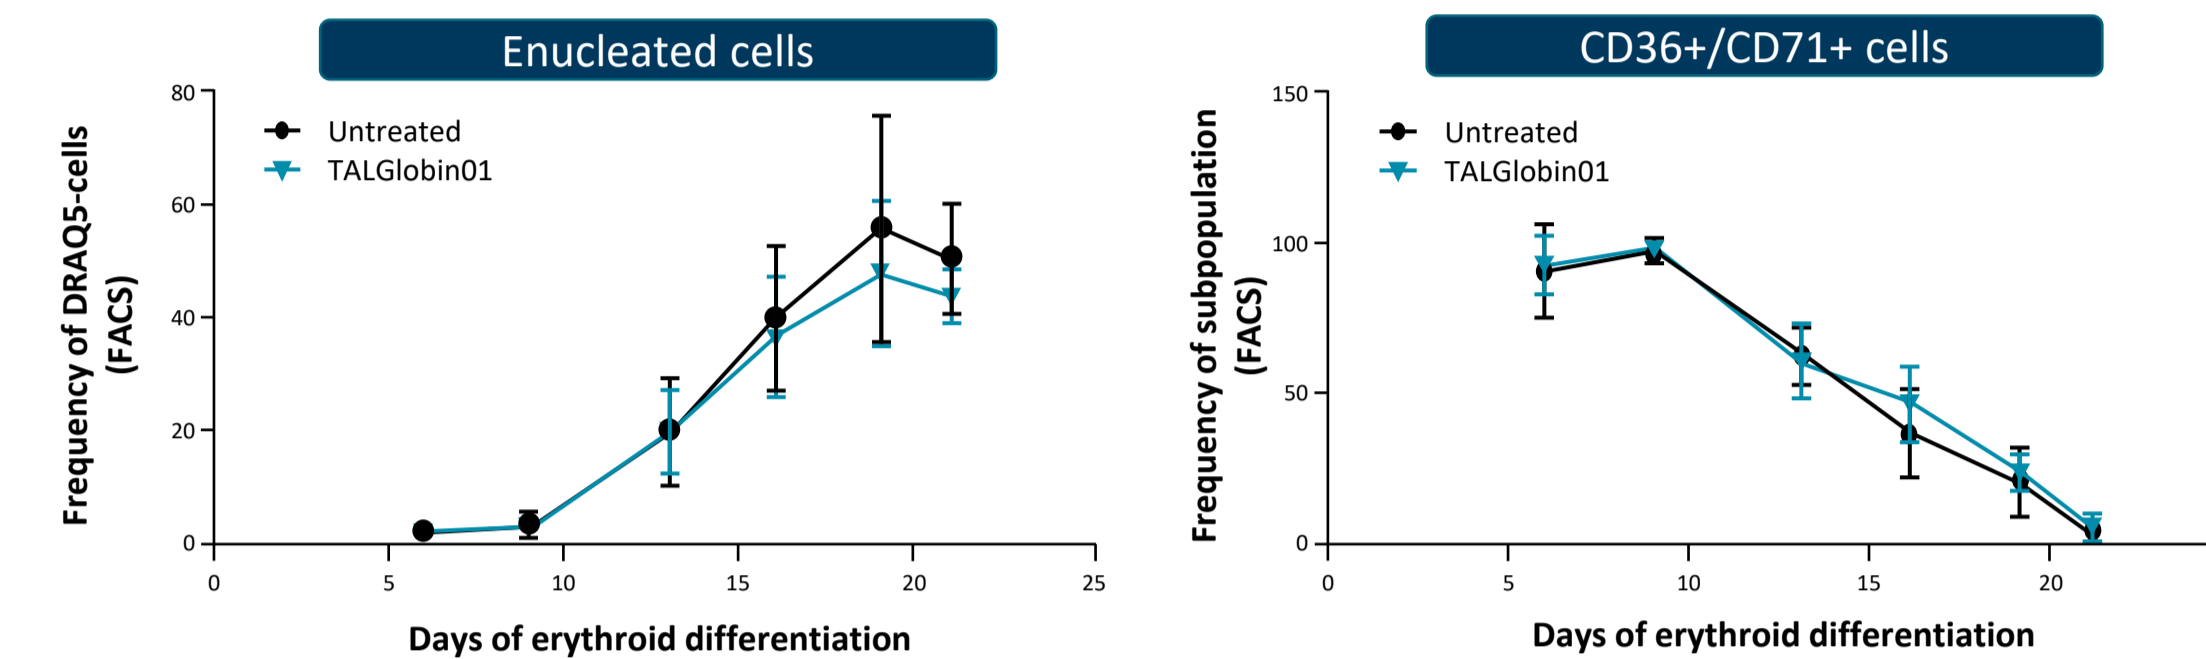 Enucleated cells
Frequency of DRAQ5-cells
(FACS)
80
60
40
20
0
Untreated
TALGlobin01
0 5 10 15 20 25
Days of erythroid differentiation
CD36+/CD71+ cells
Frequency of subpopulation
(FACS)
150
100
50
0
Untreated
TALGlobin01
0 5 10 15 20
Days of erythroid differentiation